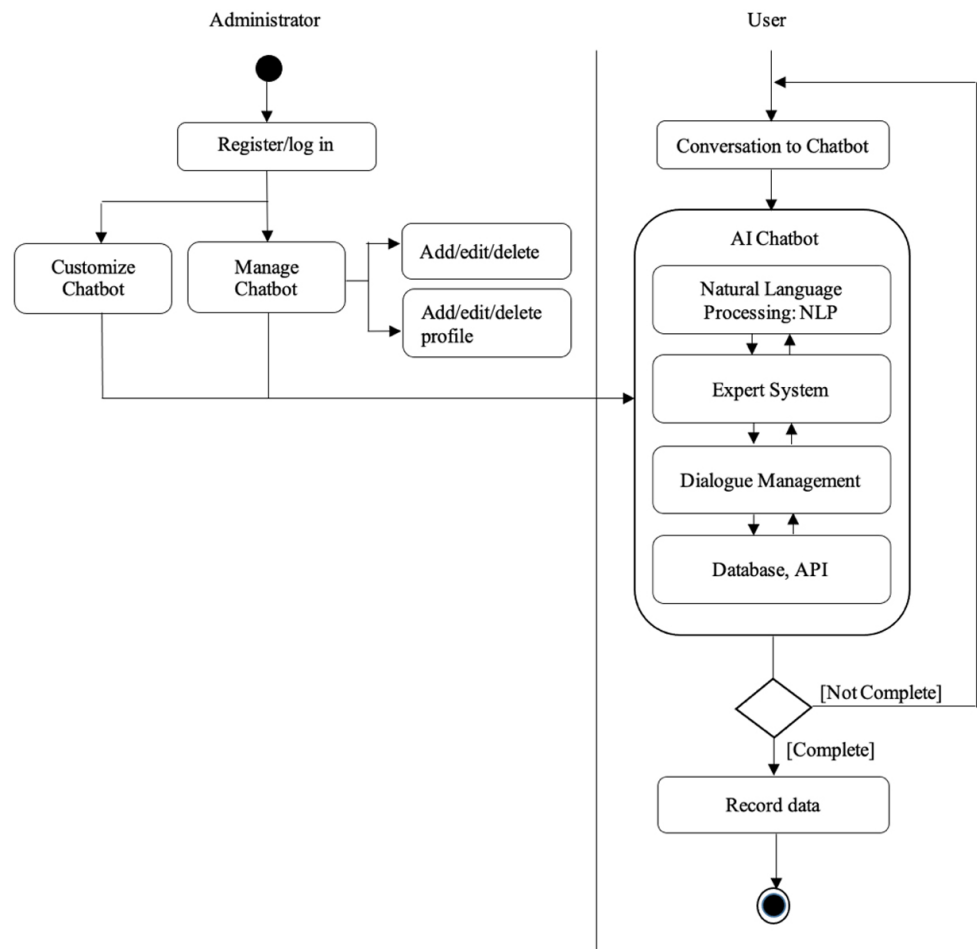 Administrator
User
Register/log in
Conversation to Chatbot
Customize
Chatbot
Manage
Chatbot
Add/edit/delete
Add/edit/delete
profile
AI Chatbot
Natural Language
Processing: NLP
Expert System
Dialogue Management
Database, API
[Not Complete]
[Complete]
Record data